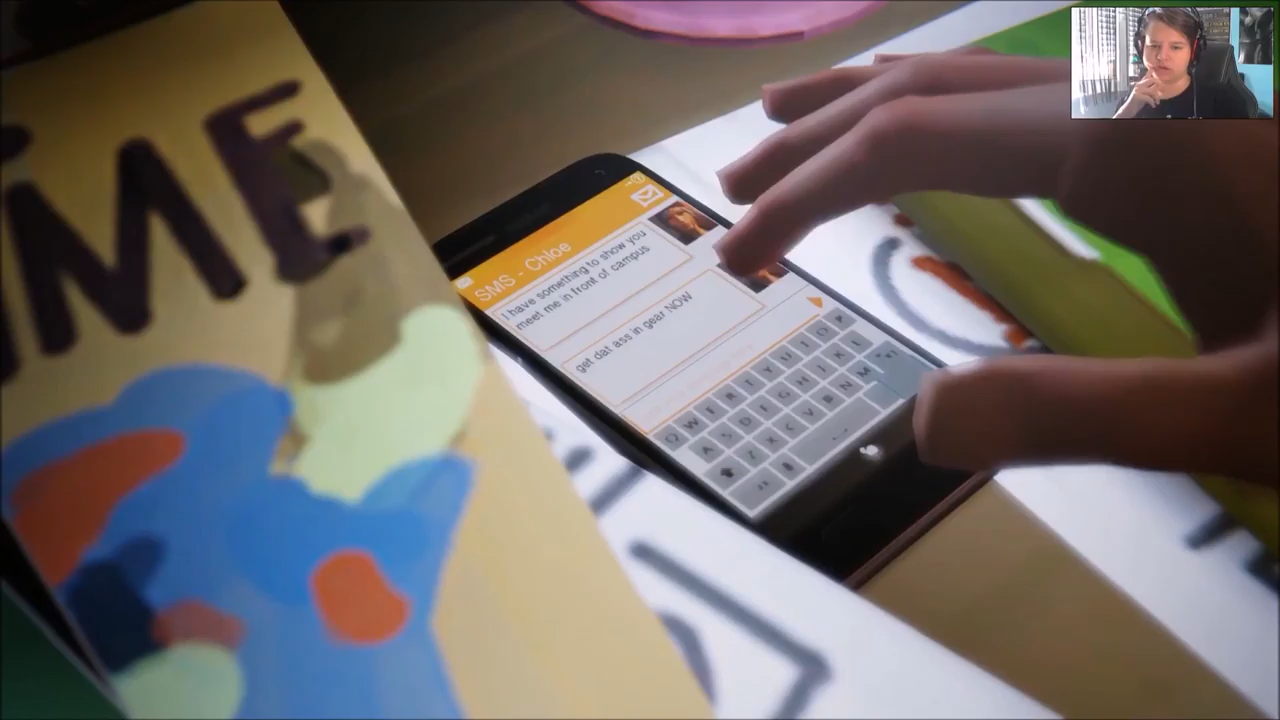 ME
SMS - Chloe
I have something to show you
meet me in front of campus
get dat ass in gear NOW
Q W E R T Y U I O P
A S D F G H J K L
Z X C V B N M